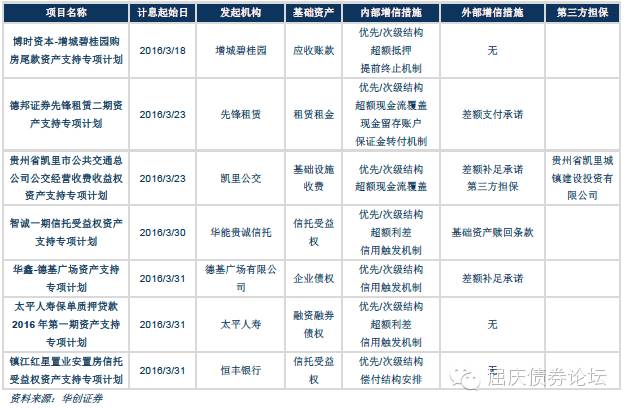 项目名称 计息起始日 发起机构 基础资产 内部增信措施 外部增信措施 第三方担保
博时资本-增城碧桂园购
房尾款资产支持专项计划
2016/3/18
增城碧桂园
应收账款
优先/次级结构
超额抵押
提前终止机制
无
德邦证券先锋租赁二期资
产支持专项计划
2016/3/23
先锋租赁
租赁租金
优先/次级结构
超额现金流覆盖
现金留存账户
保证金转付机制
差额支付承诺
贵州省凯里市公共交通总
公司公交经营收费收益权
资产支持专项计划
2016/3/23
凯里公交
基础设施
收费
优先/次级结构
超额现金流覆盖
差额补足承诺
第三方担保
贵州省凯里城
镇建设投资有
限公司
智诚一期信托受益权资产
支持专项计划
2016/3/30
华能贵诚信托
信托受益
权
优先/次级结构
超额利差
信用触发机制
基础资产赎回条款
华鑫-德基广场资产支持
专项计划
2016/3/31
德基广场有限公
司
企业债权
优先/次级结构
信用触发机制
差额补足承诺
太平人寿保单质押贷款
2016 年第一期资产支持专
项计划
2016/3/31
太平人寿
融资融券
债权
优先/次级结构
超额利差
信用触发机制
无
镇江红星置业安置房信托
受益权资产支持专项计划
2016/3/31
恒丰银行
信托受益
权
优先/次级结构
偿付结构安排
无
屈庆债券论坛
资料来源：华创证券